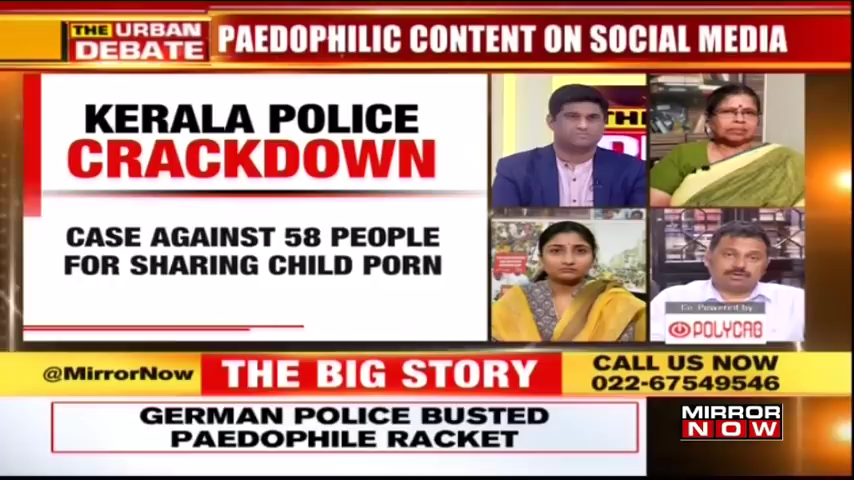 THE URBAN
DEBATE
PAEDOPHILIC CONTENT ON SOCIAL MEDIA
KERALA POLICE
CRACKDOWN
CASE AGAINST 58 PEOPLE
FOR SHARING CHILD PORN
Co-Powered by
POLYCAB
@MirrorNow
THE BIG STORY
CALL US NOW
022-67549546
GERMAN POLICE BUSTED
PAEDOPHILE RACKET
MIRROR
NOW